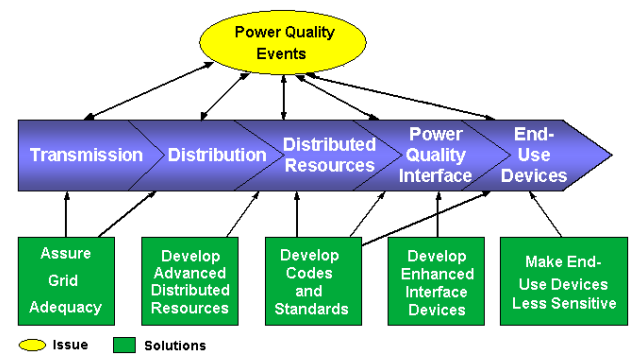 Power Quality
Events
Transmission
Distribution
Distributed
Resources
Power
Quality
Interface
End-
Use
Devices
Assure
Grid
Adequacy
Develop
Advanced
Distributed
Resources
Develop
Codes
and
Standards
Develop
Enhanced
Interface
Devices
Make End-
Use Devices
Less Sensitive
Issue
Solutions